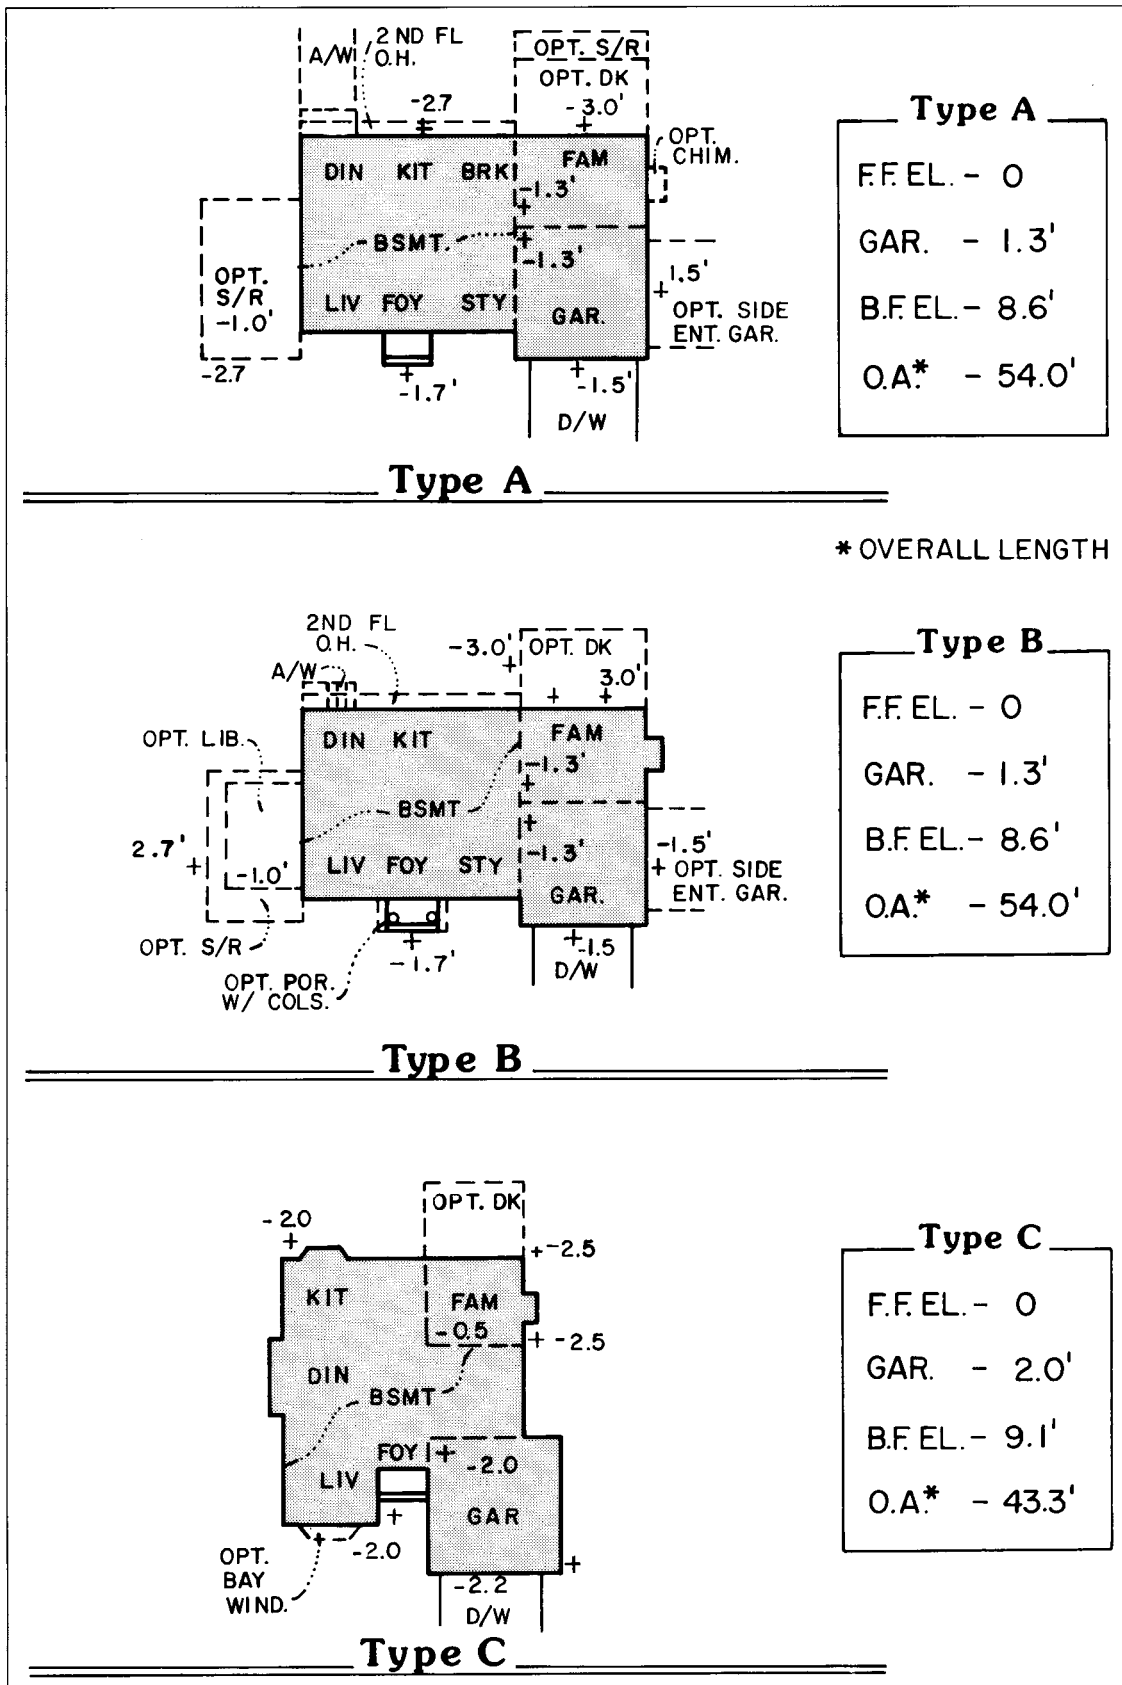 A/W
2ND FL
O.H.
-2.7
OPT. S/R
OPT. DK
-3.0'
OPT.
CHIM.
DIN KIT BRK
FAM
-1.3'
BSMT.
-1.3'
OPT.
S/R
-1.0'
LIV FOY STY
GAR.
1.5'
OPT. SIDE
ENT. GAR.
-2.7
-1.7'
-1.5'
D/W
Type A
Type A
F.F. EL. - 0
GAR. - 1.3'
B.F. EL. - 8.6'
O.A.* - 54.0'
* OVERALL LENGTH
2ND FL
O.H.
A/W
-3.0'
OPT. DK
3.0'
OPT. LIB.
DIN KIT
FAM
-1.3'
BSMT
2.7'
-1.0'
LIV FOY STY
-1.3'
GAR.
-1.5'
OPT. SIDE
ENT. GAR.
OPT. S/R
-1.7'
-1.5
D/W
OPT. POR.
W/ COLS.
Type B
Type B
F.F. EL. - 0
GAR. - 1.3'
B.F. EL. - 8.6'
O.A.* - 54.0'
OPT. DK
-2.0
-2.5
KIT
FAM
-0.5
-2.5
DIN
BSMT
FOY
-2.0
LIV
GAR
-2.0
OPT.
BAY
WIND.
-2.2
D/W
Type C
Type C
F.F. EL. - 0
GAR. - 2.0'
B.F. EL. - 9.1'
O.A.* - 43.3'